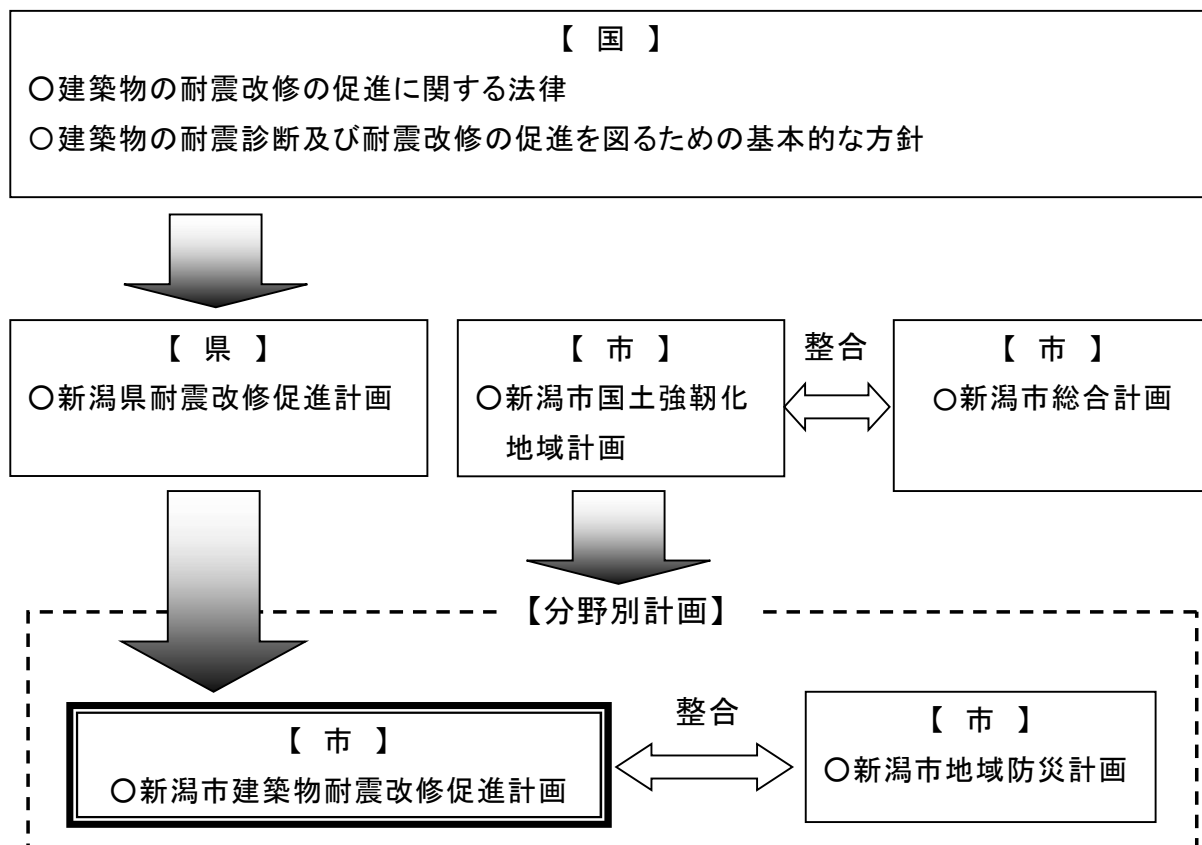 【 国 】
○建築物の耐震改修の促進に関する法律
○建築物の耐震診断及び耐震改修の促進を図るための基本的な方針
【 県 】
○新潟県耐震改修促進計画
【 市 】
○新潟市国土強靭化
地域計画
整合
【 市 】
○新潟市総合計画
【分野別計画】
【 市 】
○新潟市建築物耐震改修促進計画
整合
【 市 】
○新潟市地域防災計画